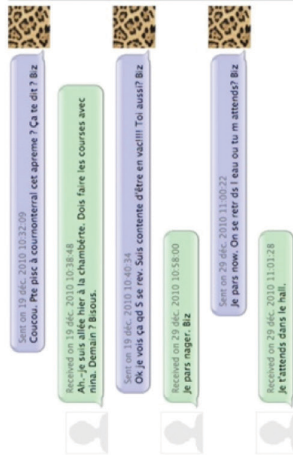 Sent on 19 déc. 2010 10:32:09
Coucou. Pte pisc à cournonterral cet apreme ? Ça te dit ? Biz
Received on 19 déc. 2010 10:38:48
Ah.-je suis allée hier à la chambérte. Dois faire les courses avec
nina. Demain ? Bisous.
Sent on 19 déc. 2010 10:40:34
Ok je vois ça qd S se rev. Suis contente d'être en vac!!!! Toi aussi? Biz
Received on 29 déc. 2010 10:58:00
Je pars nager. Biz
Sent on 29 déc. 2010 11:00:22
Je pars now. On se retr ds l eau ou tu m attends? Biz
Received on 29 déc. 2010 11:01:28
Je t'attends dans le hall.